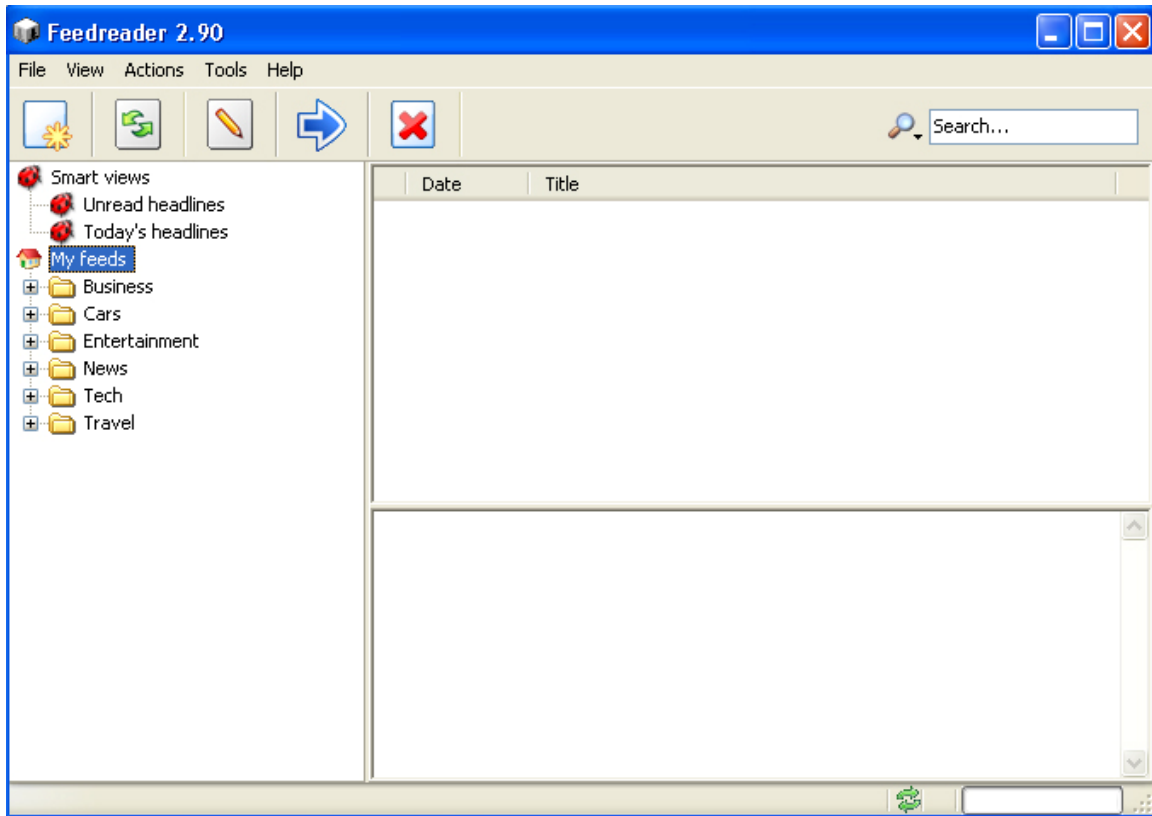 Feedreader 2.90
File View Actions Tools Help
Search...
Smart views
Unread headlines
Today's headlines
My feeds
Business
Cars
Entertainment
News
Tech
Travel
Date Title